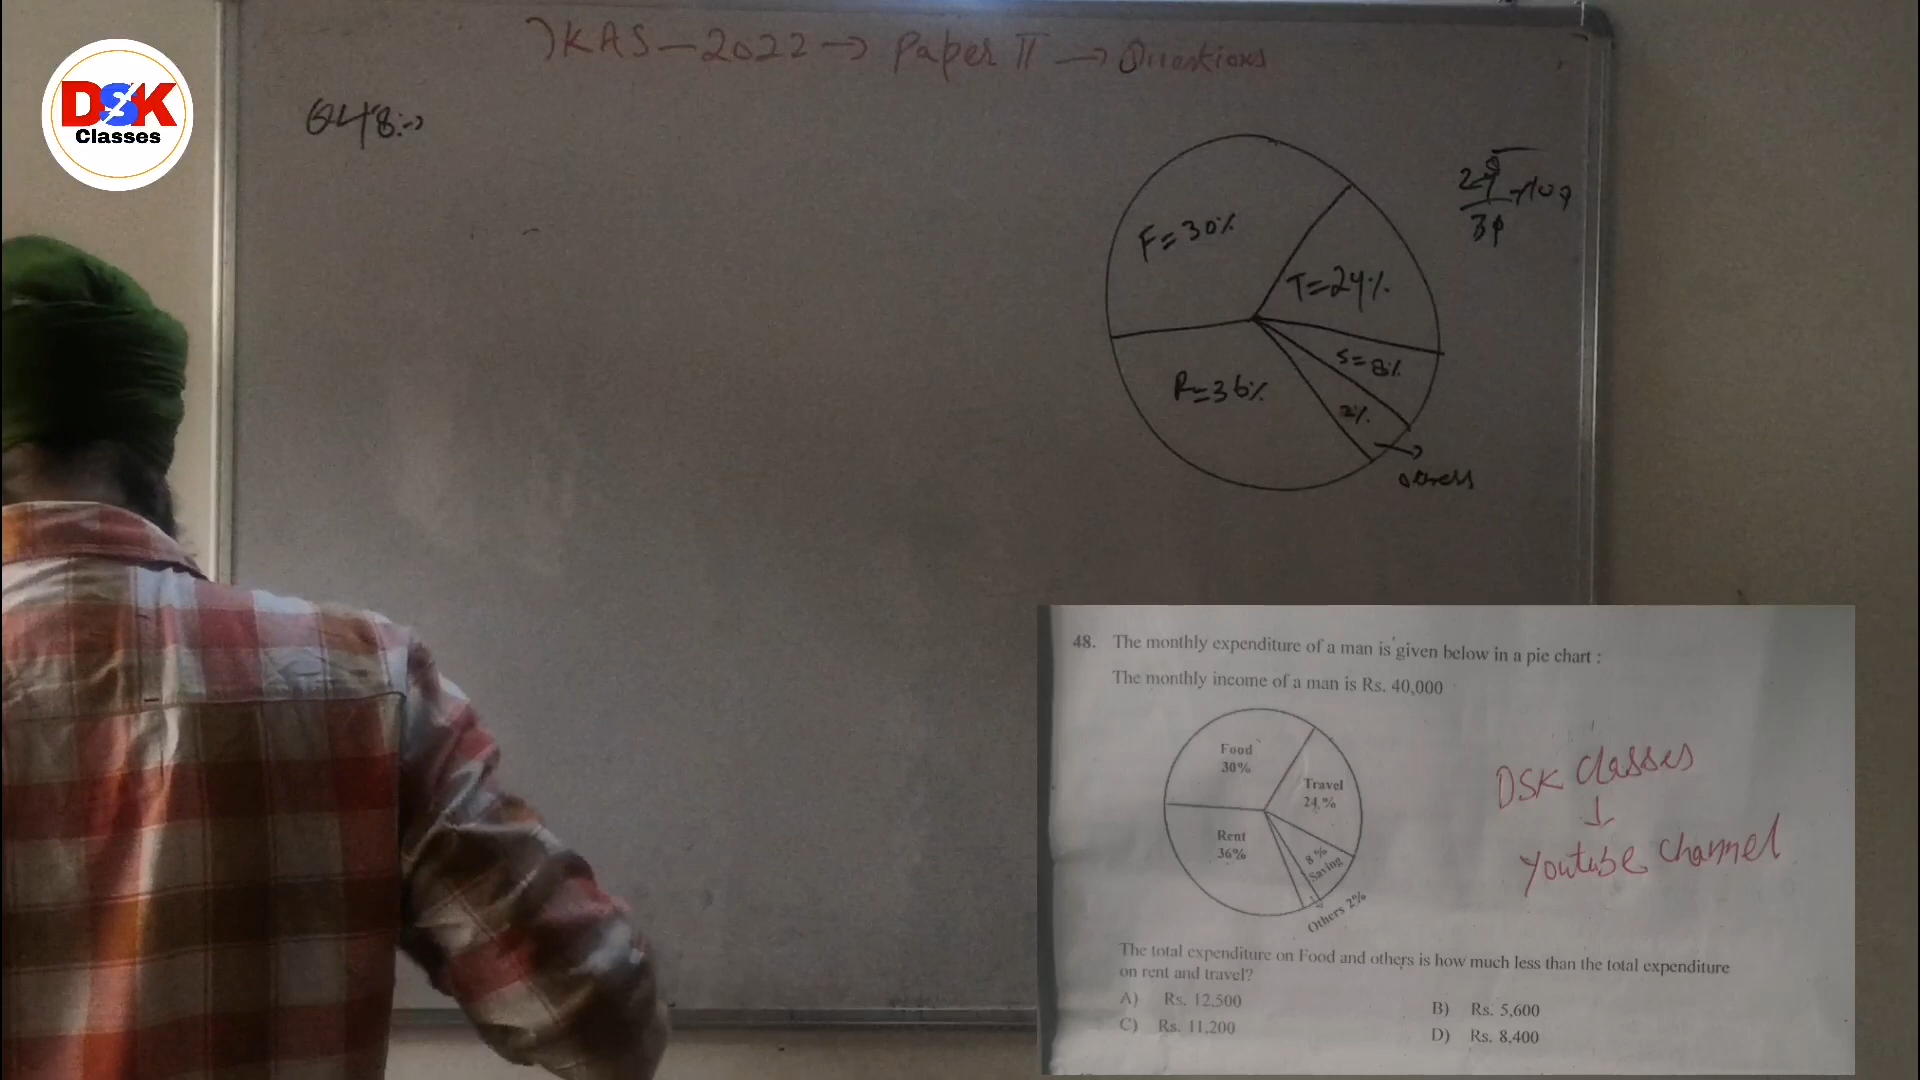 DSK
Classes
JKAS-2022→ Paper II → Questions
Q48:→
F=30%
T=24%
S=8%
R=36%
2%
others
48. The monthly expenditure of a man is given below in a pie chart :
The monthly income of a man is Rs. 40,000
Food
30%
Travel
24 %
Rent
36%
8 %
Saving
Others 2%
DSK Classes
↓
Youtube Channel
The total expenditure on Food and others is how much less than the total expenditure
on rent and travel?
A) Rs. 12,500
B) Rs. 5,600
C) Rs. 11,200
D) Rs. 8,400